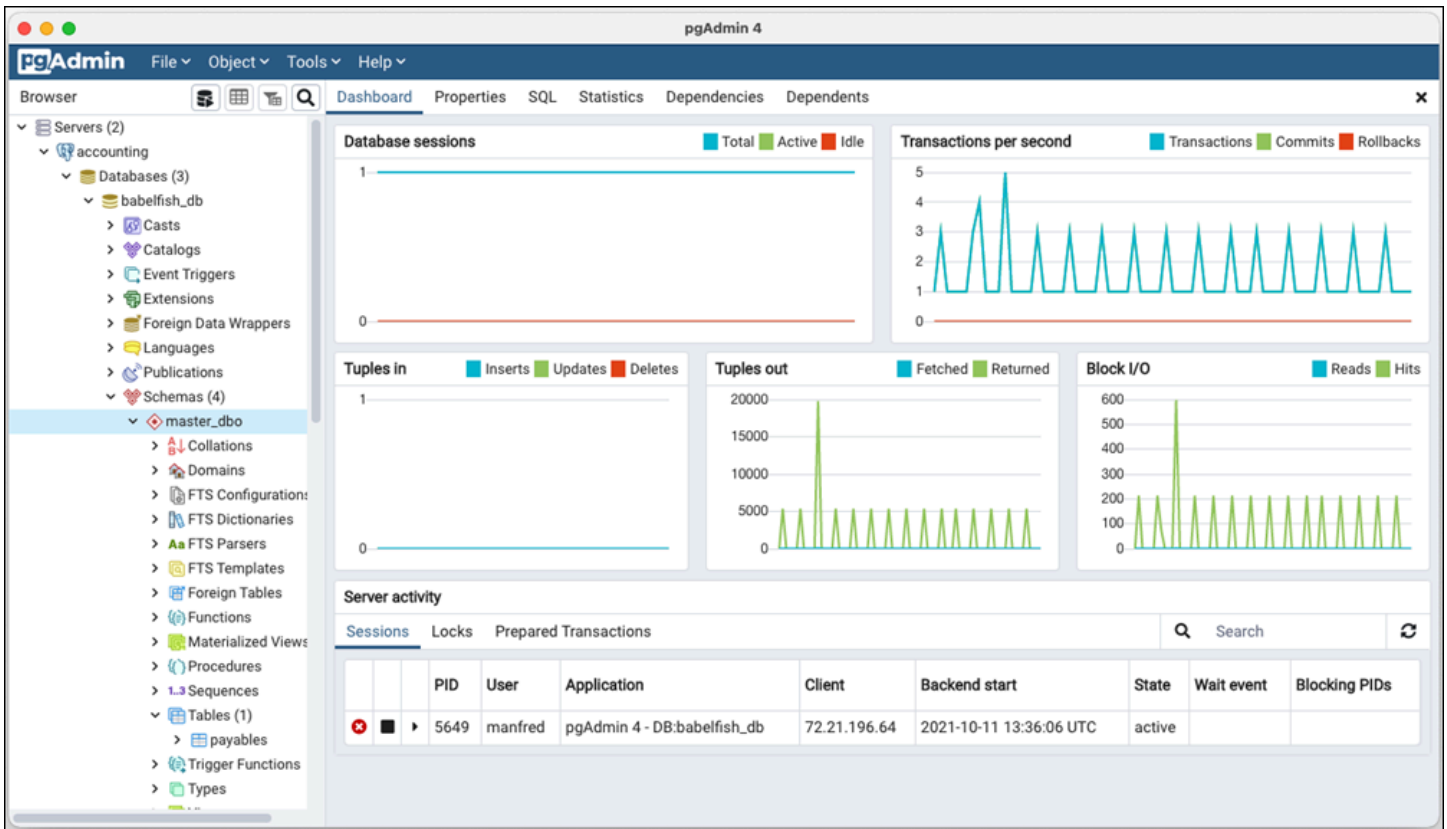 pgAdmin 4
pgAdmin File Object Tools Help
Browser
Dashboard Properties SQL Statistics Dependencies Dependents
Servers (2)
accounting
Databases (3)
babelfish_db
Casts
Catalogs
Event Triggers
Extensions
Foreign Data Wrappers
Languages
Publications
Schemas (4)
master_dbo
Collations
Domains
FTS Configurations
FTS Dictionaries
Aa FTS Parsers
FTS Templates
Foreign Tables
Functions
Materialized Views
Procedures
1..3 Sequences
Tables (1)
payables
Trigger Functions
Types
Database sessions Total Active Idle
1
0
Transactions per second Transactions Commits Rollbacks
5
4
3
2
1
0
Tuples in Inserts Updates Deletes
1
0
Tuples out Fetched Returned
20000
15000
10000
5000
0
Block I/O Reads Hits
600
500
400
300
200
100
0
Server activity
Sessions Locks Prepared Transactions Search
PID User Application Client Backend start State Wait event Blocking PIDs
5649 manfred pgAdmin 4 - DB:babelfish_db 72.21.196.64 2021-10-11 13:36:06 UTC active